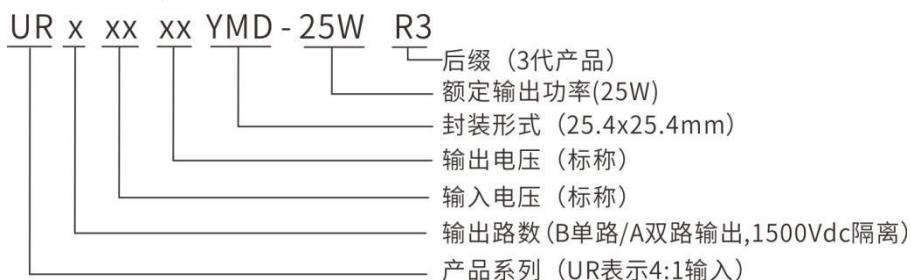 UR x xx xx YMD - 25W R3
后缀（3代产品）
额定输出功率(25W)
封装形式（25.4x25.4mm）
输出电压（标称）
输入电压（标称）
输出路数(B单路/A双路输出,1500Vdc隔离)
产品系列（UR表示4:1输入）